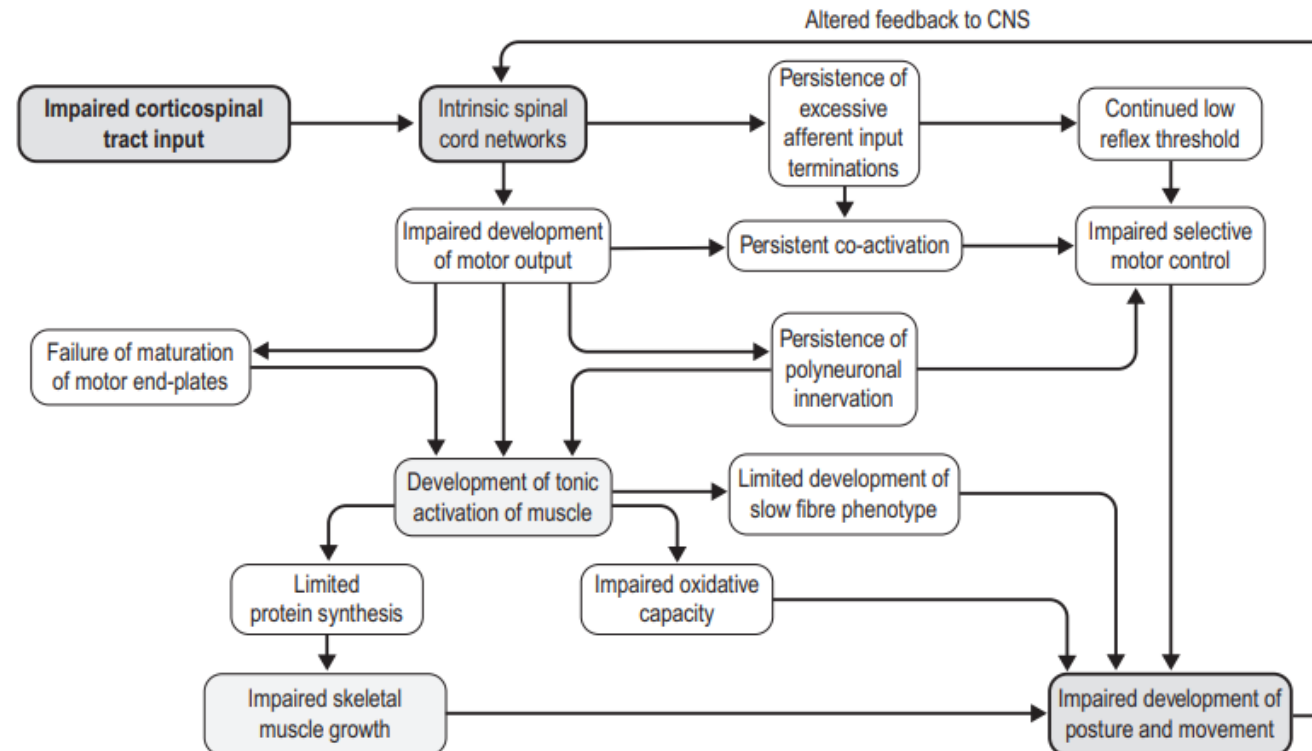 Altered feedback to CNS
Impaired corticospinal
tract input
Intrinsic spinal
cord networks
Persistence of
excessive
afferent input
terminations
Continued low
reflex threshold
Impaired development
of motor output
Persistent co-activation
Impaired selective
motor control
Failure of maturation
of motor end-plates
Persistence of
polyneuronal
innervation
Development of tonic
activation of muscle
Limited development of
slow fibre phenotype
Limited
protein synthesis
Impaired oxidative
capacity
Impaired skeletal
muscle growth
Impaired development of
posture and movement